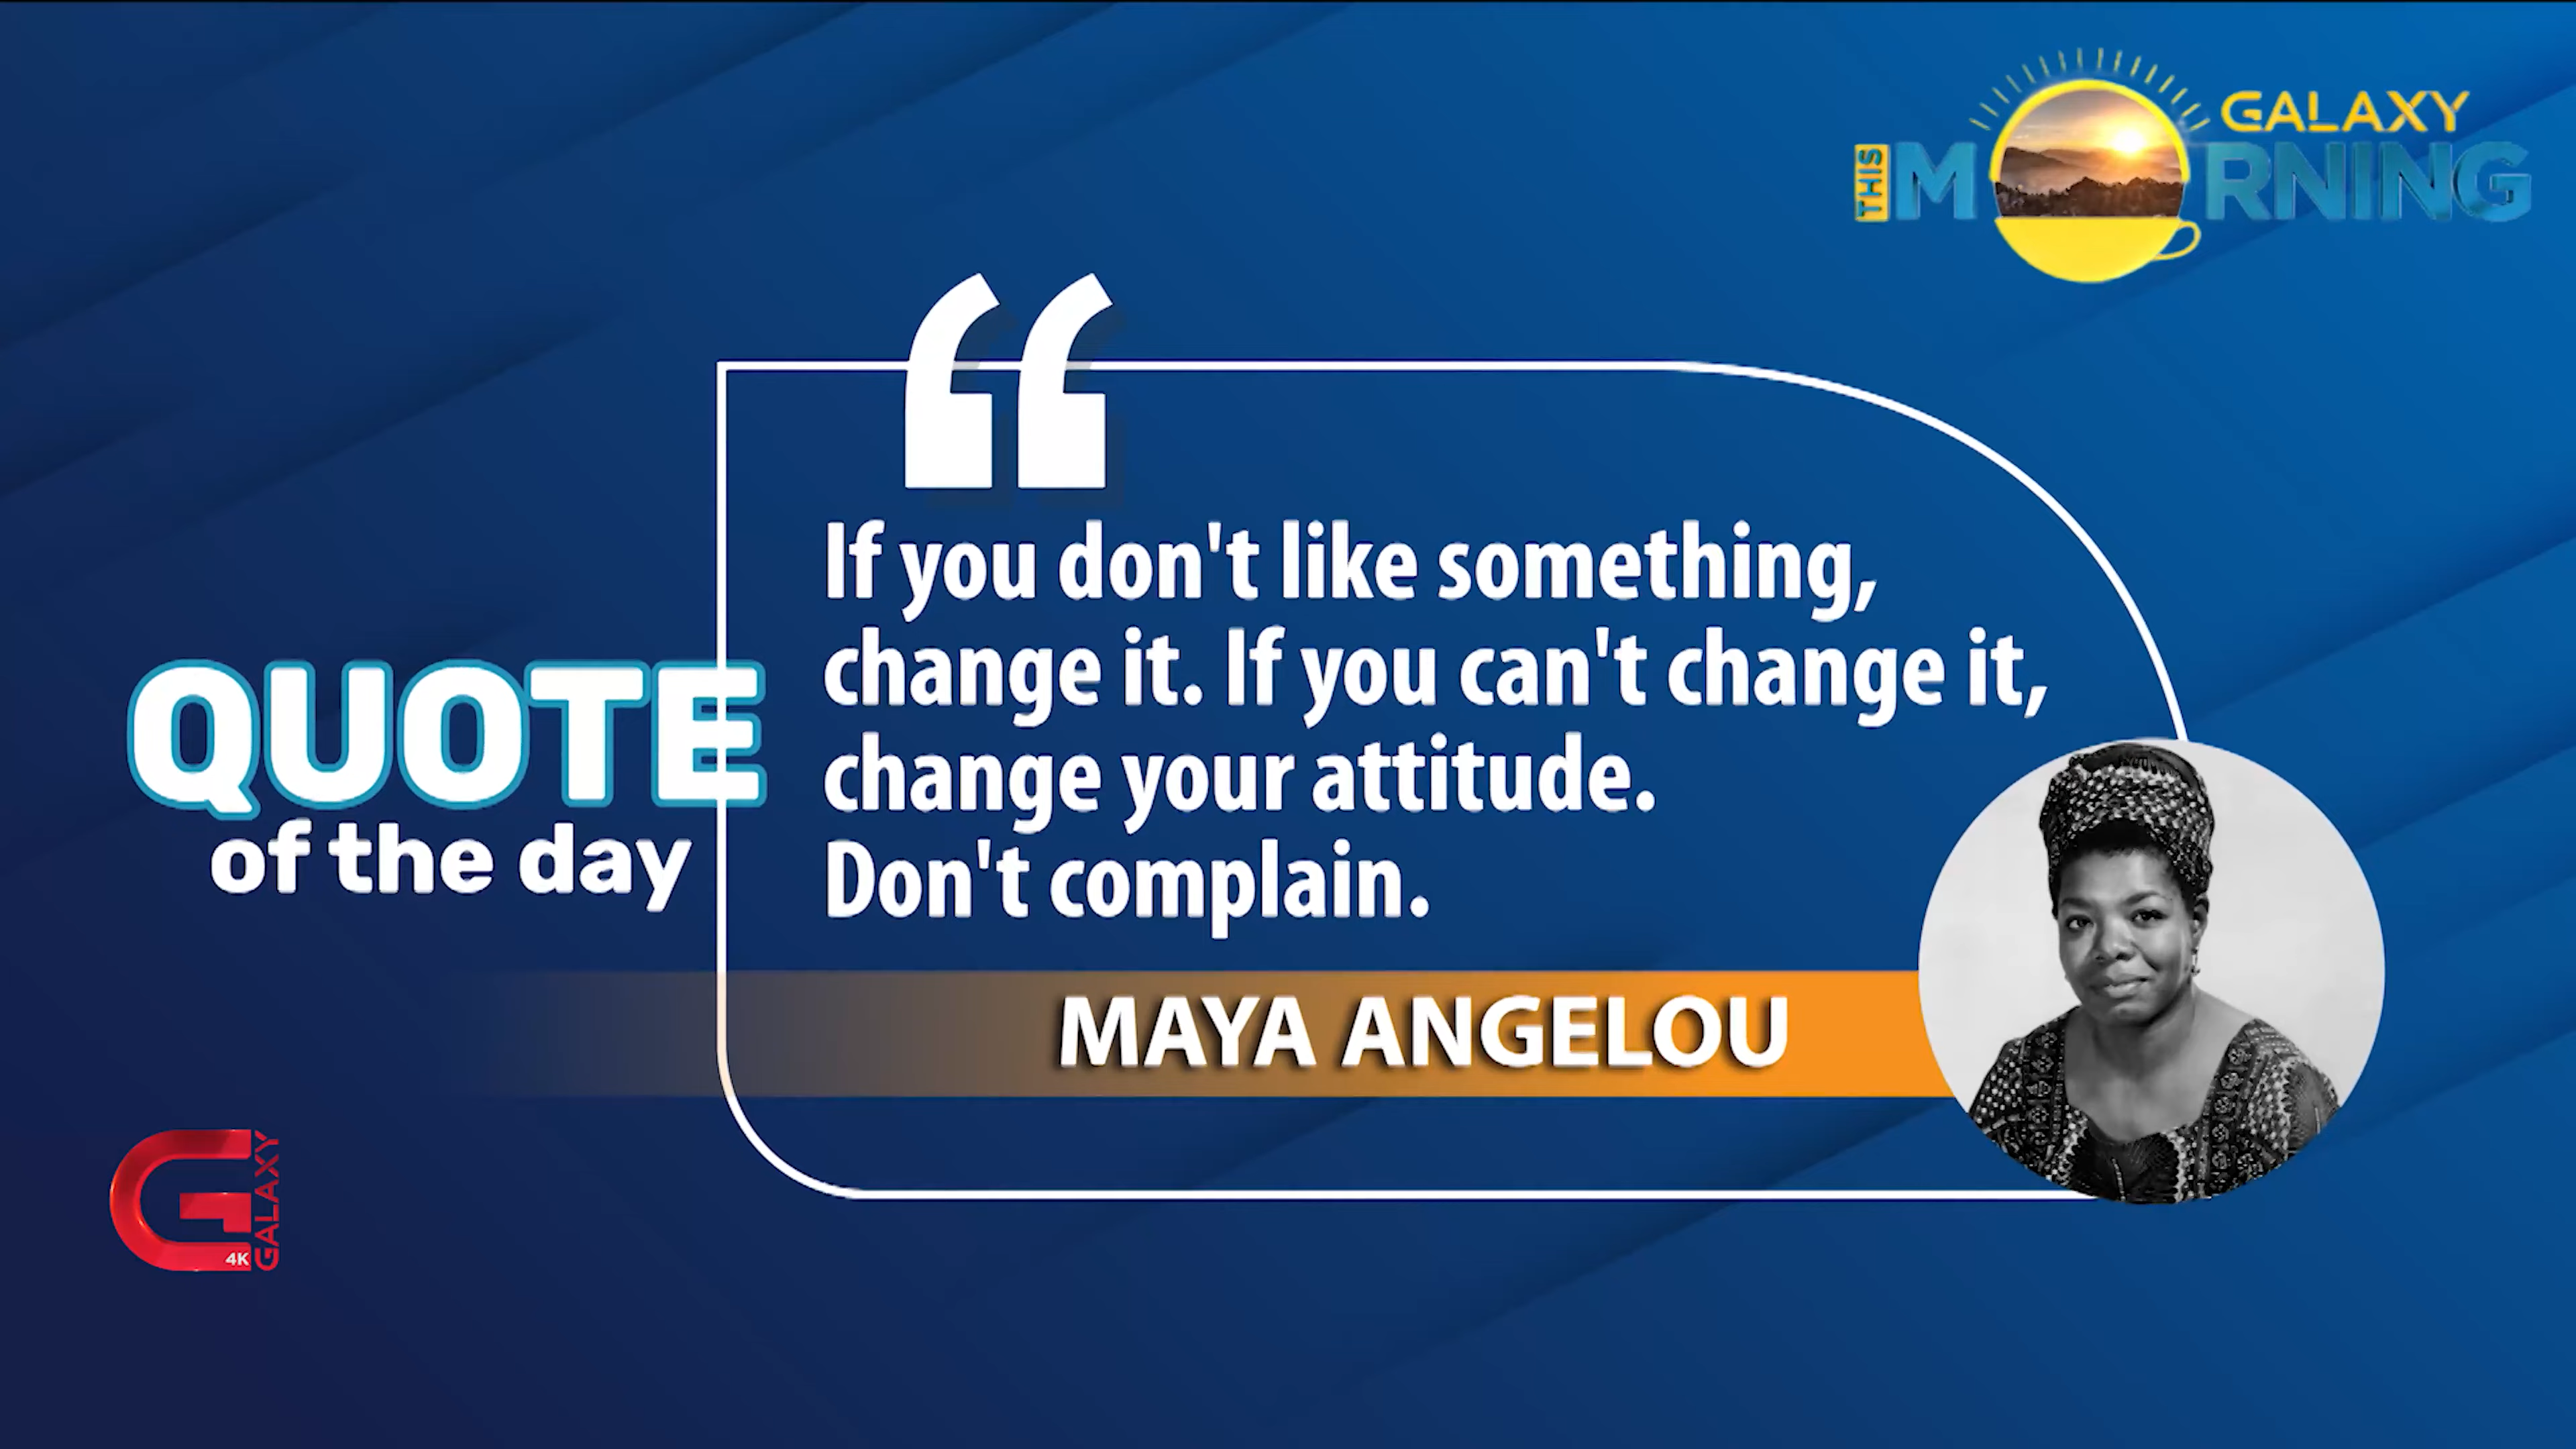 GALAXY
THIS MORNING
“
If you don't like something,
change it. If you can't change it,
change your attitude.
Don't complain.
QUOTE
of the day
MAYA ANGELOU
4K
GALAXY